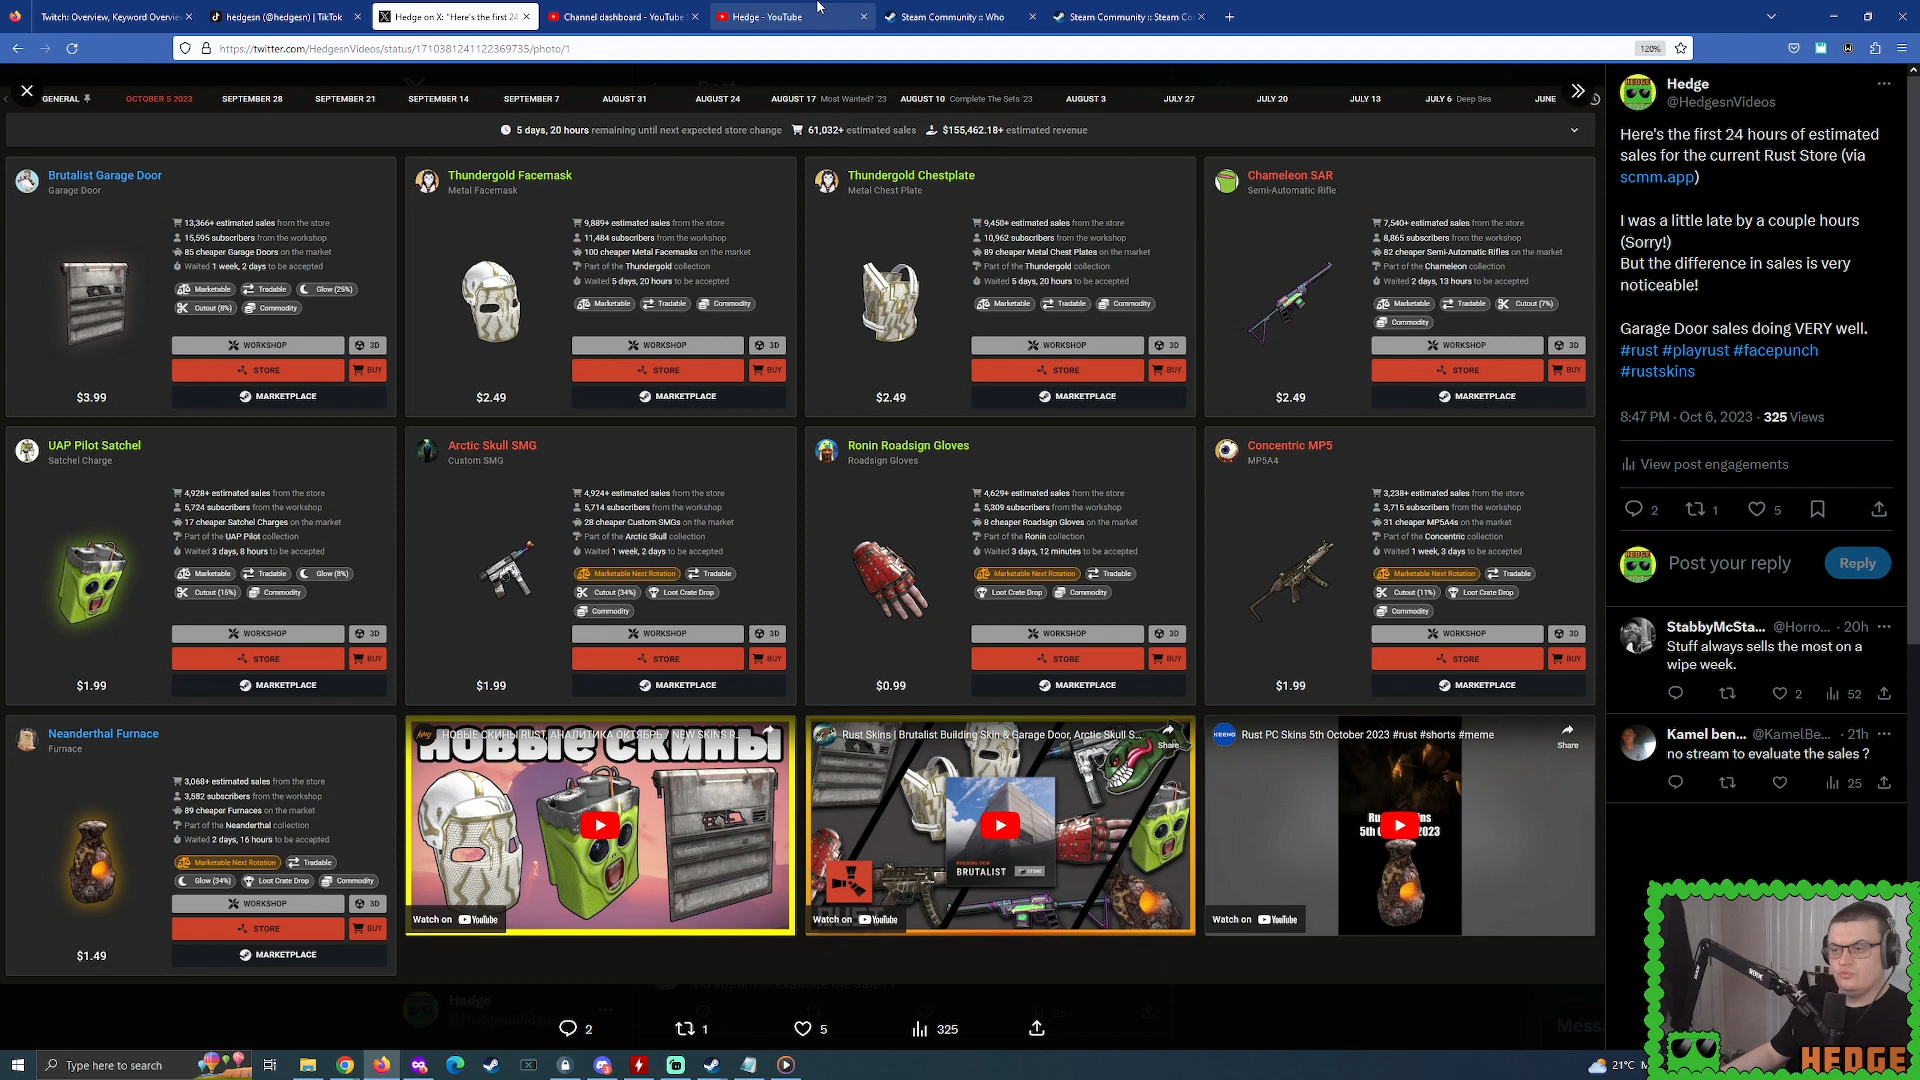 Twitch: Overview, Keyword Overvie
hedgesn (@hedgesn) | TikTok
Hedge on X: "Here's the first 24
Channel dashboard - YouTube S
Hedge - YouTube
Steam Community :: Who
Steam Community :: Steam Co
https://twitter.com/HedgesnVideos/status/1710381241122369735/photo/1
120%
GENERAL
OCTOBER 5 2023
SEPTEMBER 28
SEPTEMBER 21
SEPTEMBER 14
SEPTEMBER 7
AUGUST 31
AUGUST 24
AUGUST 17 Most Wanted? '23
AUGUST 10 Complete The Sets '23
AUGUST 3
JULY 27
JULY 20
JULY 13
JULY 6 Deep Sea
JUNE
5 days, 20 hours remaining until next expected store change 61,032+ estimated sales $155,462.18+ estimated revenue
Brutalist Garage Door
Garage Door
13,366+ estimated sales from the store
15,595 subscribers from the workshop
85 cheaper Garage Doors on the market
Waited 1 week, 2 days to be accepted
Marketable Tradable Glow (25%)
Cutout (8%) Commodity
WORKSHOP 3D
STORE BUY
$3.99 MARKETPLACE
Thundergold Facemask
Metal Facemask
9,889+ estimated sales from the store
11,484 subscribers from the workshop
100 cheaper Metal Facemasks on the market
Part of the Thundergold collection
Waited 5 days, 20 hours to be accepted
Marketable Tradable Commodity
WORKSHOP 3D
STORE BUY
$2.49 MARKETPLACE
Thundergold Chestplate
Metal Chest Plate
9,450+ estimated sales from the store
10,962 subscribers from the workshop
89 cheaper Metal Chest Plates on the market
Part of the Thundergold collection
Waited 5 days, 20 hours to be accepted
Marketable Tradable Commodity
WORKSHOP 3D
STORE BUY
$2.49 MARKETPLACE
Chameleon SAR
Semi-Automatic Rifle
7,540+ estimated sales from the store
8,865 subscribers from the workshop
82 cheaper Semi-Automatic Rifles on the market
Part of the Chameleon collection
Waited 2 days, 13 hours to be accepted
Marketable Tradable Cutout (7%)
Commodity
WORKSHOP 3D
STORE BUY
$2.49 MARKETPLACE
UAP Pilot Satchel
Satchel Charge
4,928+ estimated sales from the store
5,724 subscribers from the workshop
17 cheaper Satchel Charges on the market
Part of the UAP Pilot collection
Waited 3 days, 8 hours to be accepted
Marketable Tradable Glow (8%)
Cutout (15%) Commodity
WORKSHOP 3D
STORE BUY
$1.99 MARKETPLACE
Arctic Skull SMG
Custom SMG
4,924+ estimated sales from the store
5,714 subscribers from the workshop
28 cheaper Custom SMGs on the market
Part of the Arctic Skull collection
Waited 1 week, 2 days to be accepted
Marketable Next Rotation Tradable
Cutout (34%) Loot Crate Drop
Commodity
WORKSHOP 3D
STORE BUY
$1.99 MARKETPLACE
Ronin Roadsign Gloves
Roadsign Gloves
4,629+ estimated sales from the store
5,309 subscribers from the workshop
8 cheaper Roadsign Gloves on the market
Part of the Ronin collection
Waited 3 days, 12 minutes to be accepted
Marketable Next Rotation Tradable
Loot Crate Drop Commodity
WORKSHOP 3D
STORE BUY
$0.99 MARKETPLACE
Concentric MP5
MP5A4
3,238+ estimated sales from the store
3,715 subscribers from the workshop
31 cheaper MP5A4s on the market
Part of the Concentric collection
Waited 1 week, 3 days to be accepted
Marketable Next Rotation Tradable
Cutout (11%) Loot Crate Drop
Commodity
WORKSHOP 3D
STORE BUY
$1.99 MARKETPLACE
Neanderthal Furnace
Furnace
3,068+ estimated sales from the store
3,582 subscribers from the workshop
89 cheaper Furnaces on the market
Part of the Neanderthal collection
Waited 2 days, 16 hours to be accepted
Marketable Next Rotation Tradable
Glow (34%) Loot Crate Drop Commodity
WORKSHOP 3D
STORE BUY
$1.49 MARKETPLACE
НОВЫЕ СКИНЫ RUST, АНАЛИТИКА ОКТЯБРЬ / NEW SKINS R...
НОВЫЕ СКИНЫ
Watch on YouTube
Rust Skins | Brutalist Building Skin & Garage Door, Arctic Skull S...
Share
BUILDING SKIN
BRUTALIST STORE
Watch on YouTube
KEENG
Rust PC Skins 5th October 2023 #rust #shorts #meme
Share
Watch on YouTube
Hedge
2 1 5 325
Hedge
@HedgesnVideos
Here's the first 24 hours of estimated
sales for the current Rust Store (via
scmm.app)
I was a little late by a couple hours
(Sorry!)
But the difference in sales is very
noticeable!
Garage Door sales doing VERY well.
#rust #playrust #facepunch
#rustskins
8:47 PM · Oct 6, 2023 · 325 Views
View post engagements
2 1 5
Post your reply
Reply
StabbyMcSta... @Horro... · 20h
Stuff always sells the most on a
wipe week.
2 52
Kamel ben... @KamelBe... · 21h
no stream to evaluate the sales ?
25
HEDGE
Type here to search
21°C